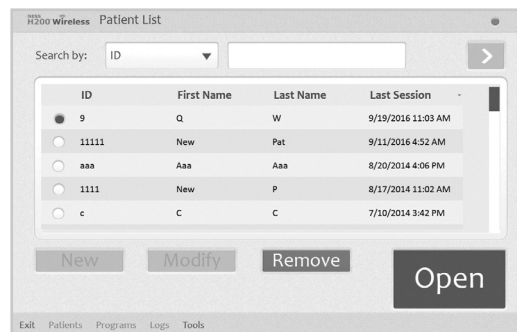 NESS
H200 Wireless Patient List
Search by: ID
ID First Name Last Name Last Session -
9 Q W 9/19/2016 11:03 AM
11111 New Pat 9/11/2016 4:52 AM
aaa Aaa Aaa 8/20/2014 4:06 PM
1111 New P 8/17/2014 11:02 AM
c C C 7/10/2014 3:42 PM
New Modify Remove Open
Exit Patients Programs Logs Tools